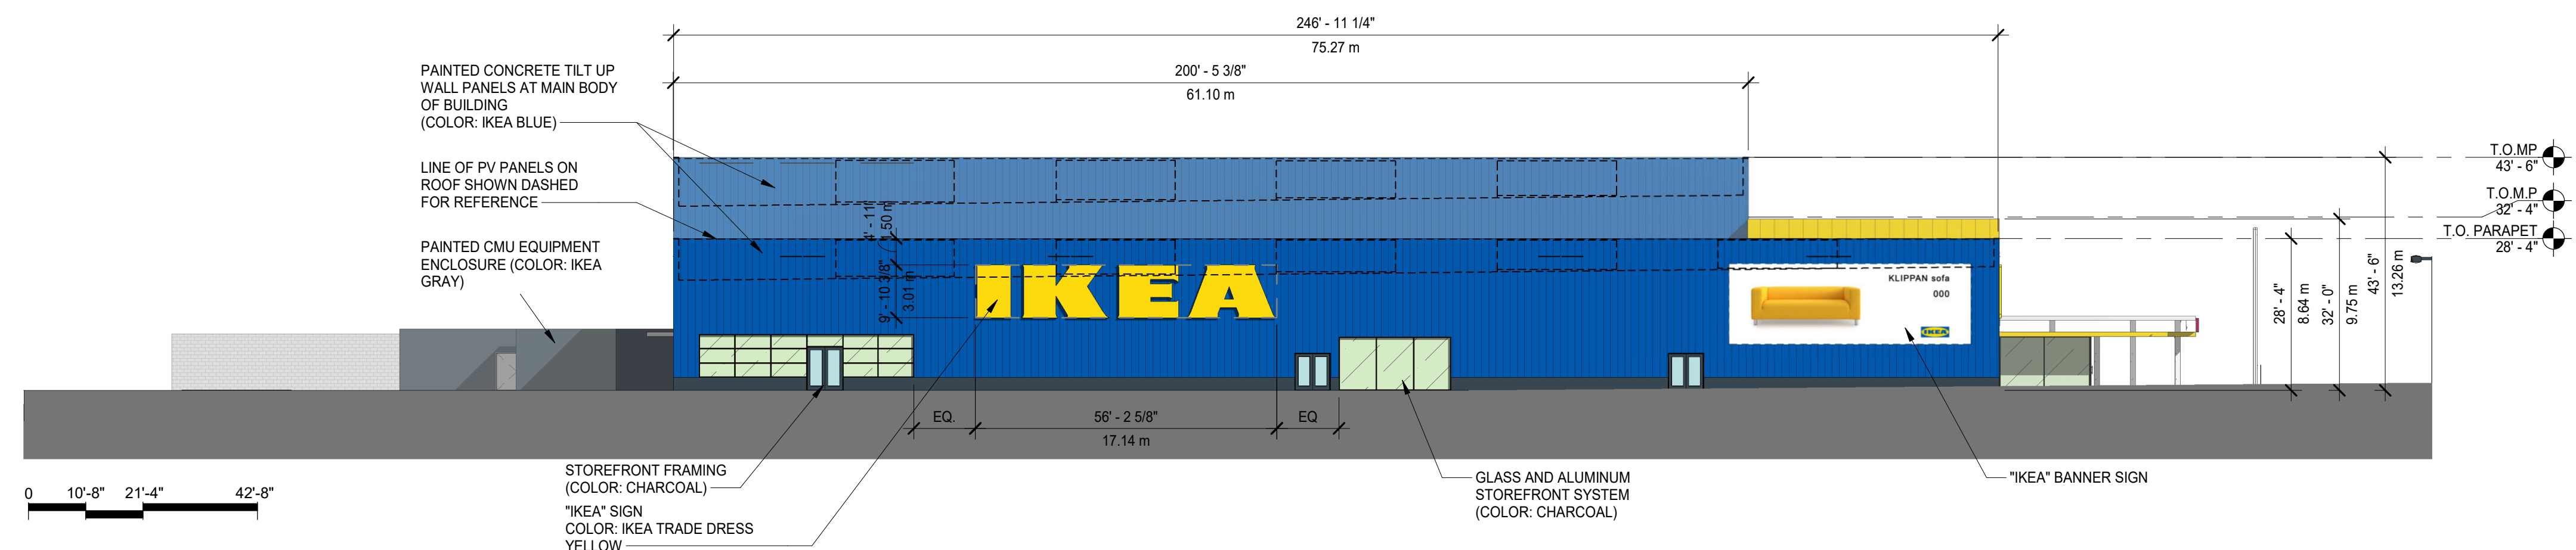 246' - 11 1/4"
75.27 m
200' - 5 3/8"
61.10 m
PAINTED CONCRETE TILT UP
WALL PANELS AT MAIN BODY
OF BUILDING
(COLOR: IKEA BLUE)
LINE OF PV PANELS ON
ROOF SHOWN DASHED
FOR REFERENCE
PAINTED CMU EQUIPMENT
ENCLOSURE (COLOR: IKEA
GRAY)
T.O.MP
43' - 6"
T.O.M.P
32' - 4"
T.O. PARAPET
28' - 4"
4' - 11"
1.50 m
9' - 10 3/8"
3.01 m
IKEA
KLIPPAN sofa
000
IKEA
28' - 4"
8.64 m
32' - 0"
9.75 m
43' - 6"
13.26 m
EQ.
56' - 2 5/8"
17.14 m
EQ
STOREFRONT FRAMING
(COLOR: CHARCOAL)
"IKEA" SIGN
COLOR: IKEA TRADE DRESS
YELLOW
GLASS AND ALUMINUM
STOREFRONT SYSTEM
(COLOR: CHARCOAL)
"IKEA" BANNER SIGN
0 10'-8" 21'-4" 42'-8"